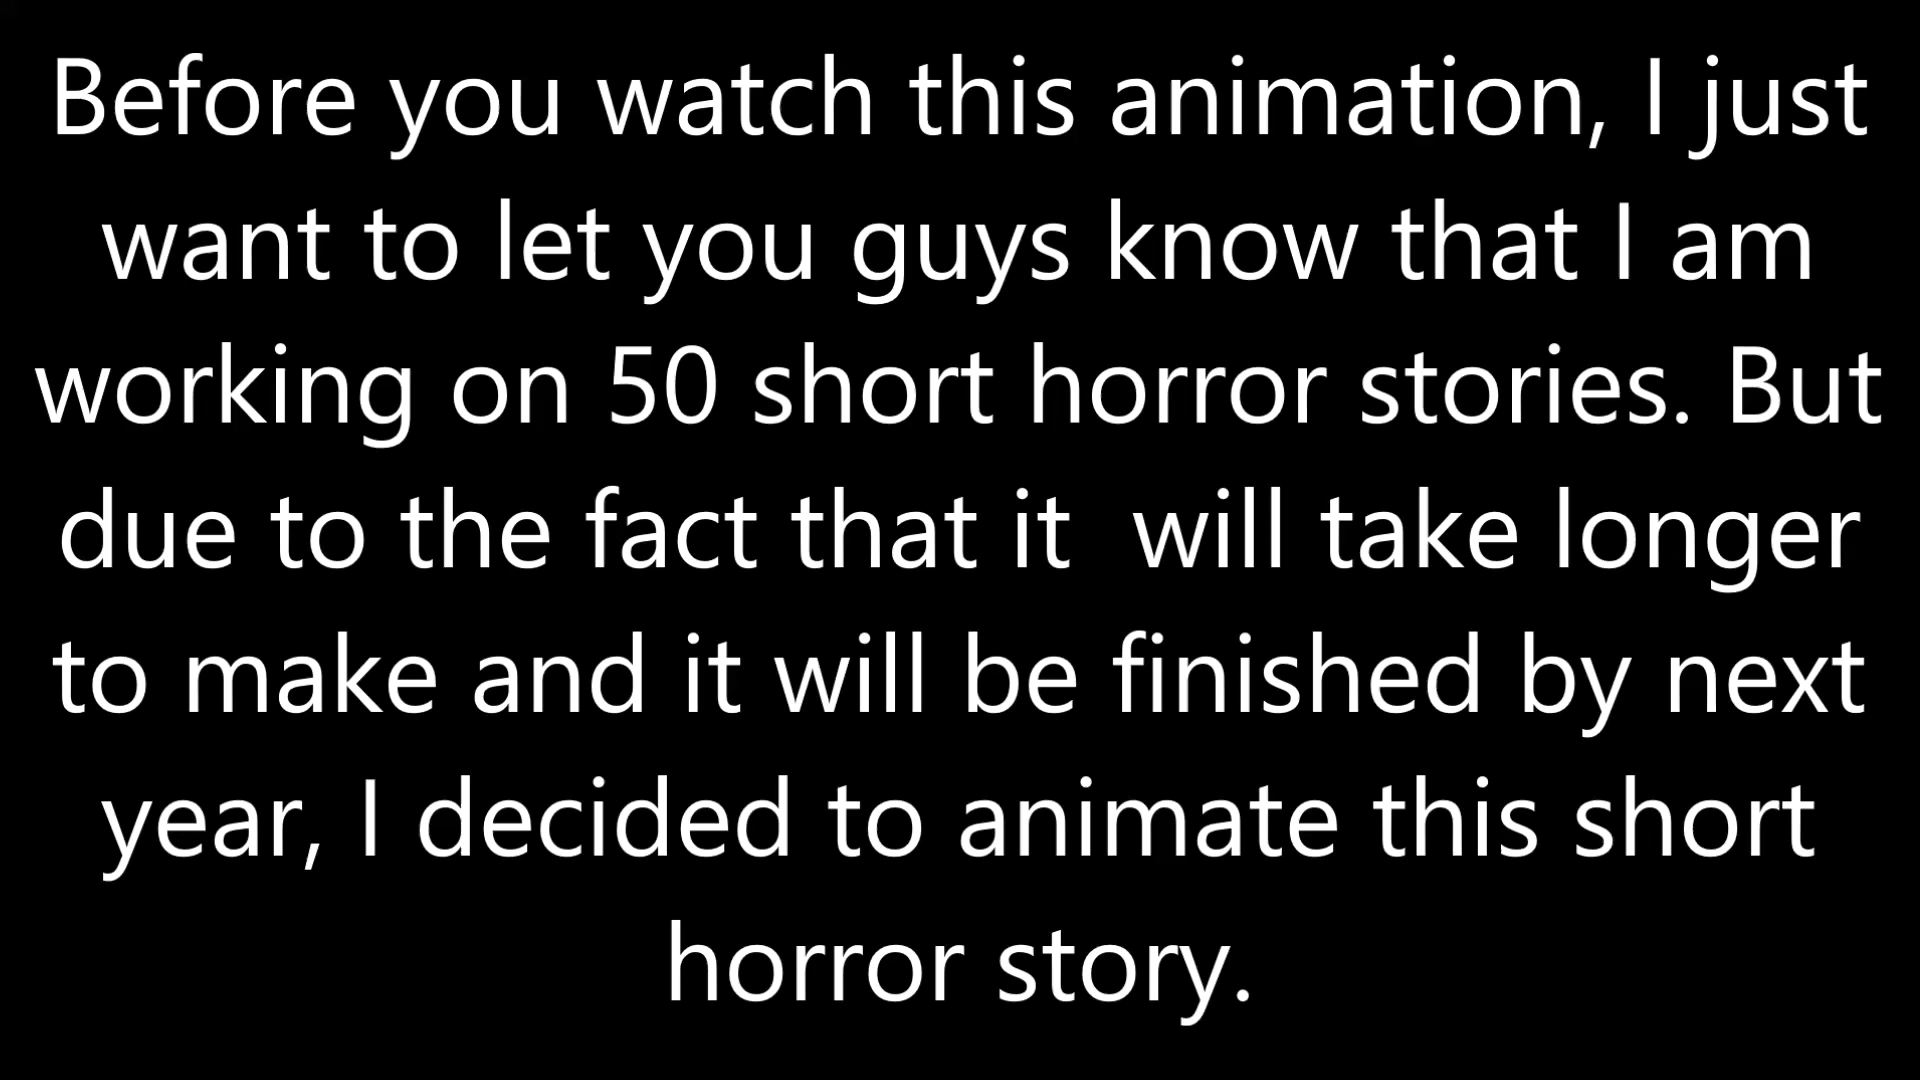 Before you watch this animation, I just
want to let you guys know that I am
working on 50 short horror stories. But
due to the fact that it  will take longer
to make and it will be finished by next
year, I decided to animate this short
horror story.